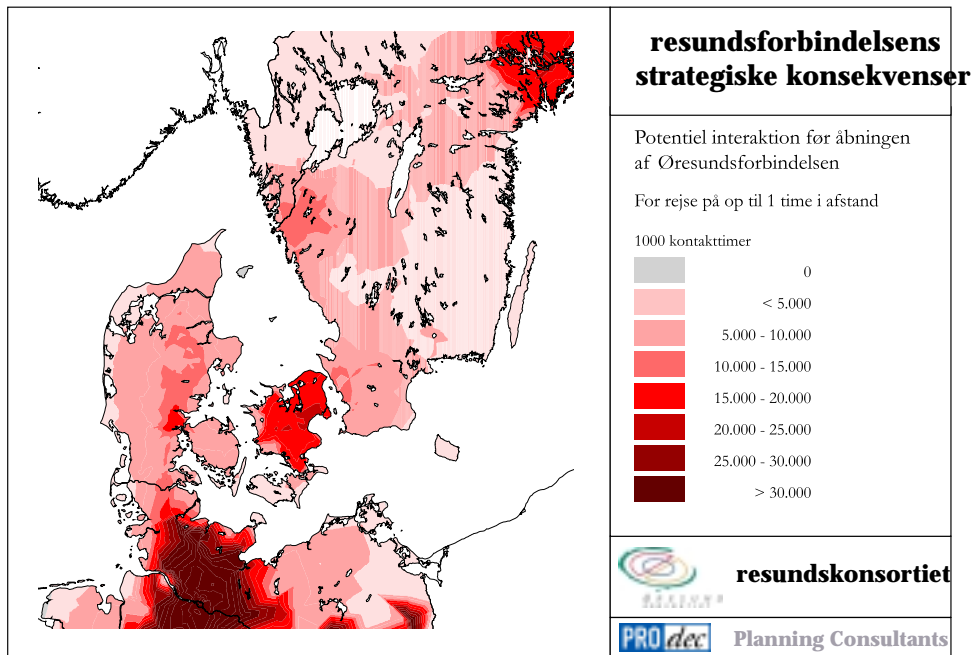 resundsforbindelsens
strategiske konsekvenser
Potentiel interaktion før åbningen
af Øresundsforbindelsen
For rejse på op til 1 time i afstand
1000 kontakttimer
0
< 5.000
5.000 - 10.000
10.000 - 15.000
15.000 - 20.000
20.000 - 25.000
25.000 - 30.000
> 30.000
resundskonsortiet
PRO dec Planning Consultants